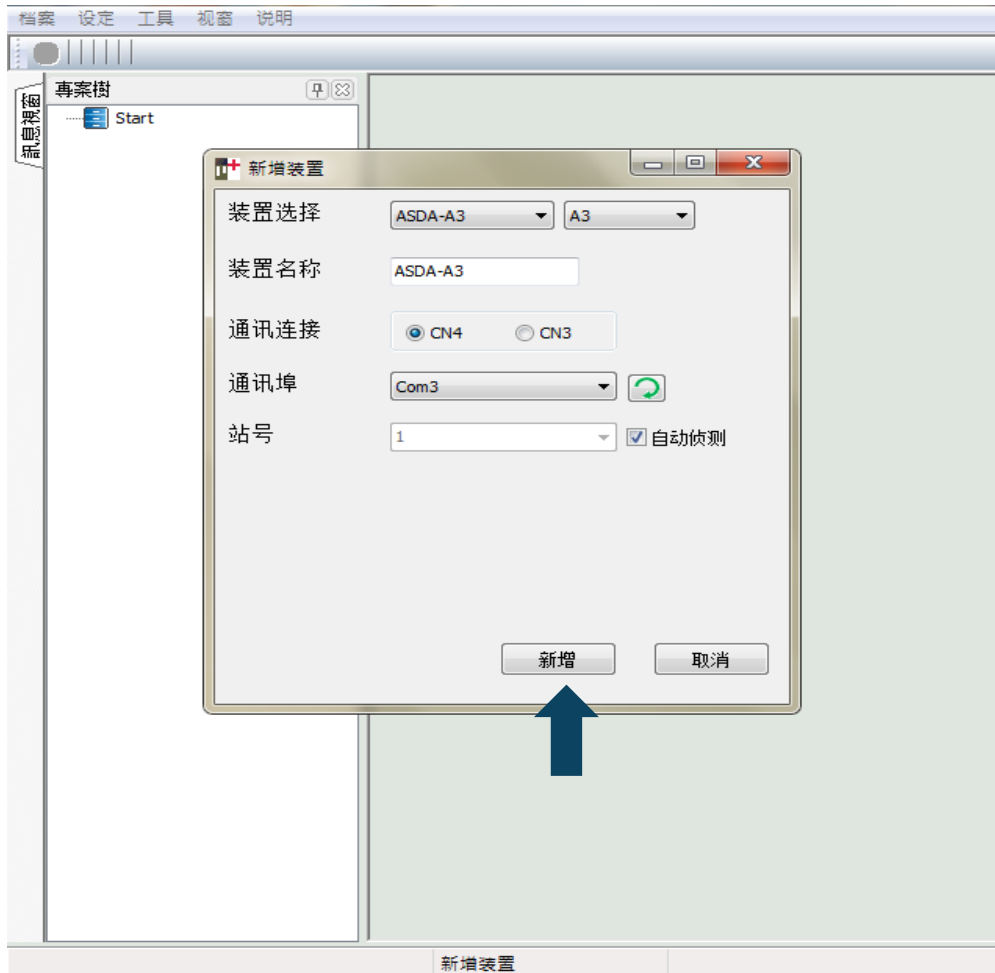 档案 设定 工具 视窗 说明
訊息視窗
專案樹
Start
新增装置
装置选择 ASDA-A3 A3
装置名称 ASDA-A3
通讯连接 CN4 CN3
通讯埠 Com3
站号 1 自动侦测
新增 取消
新增装置